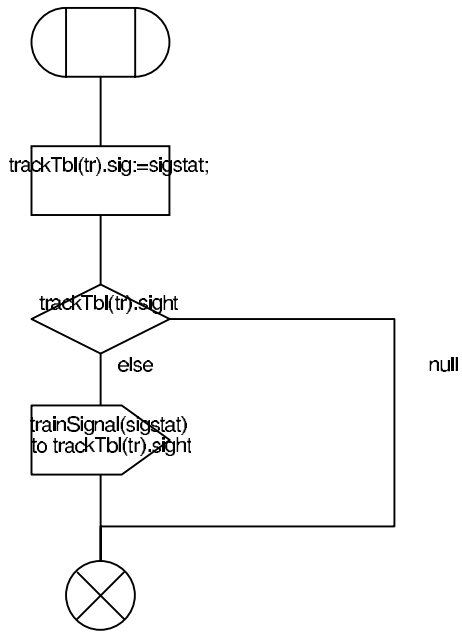 trackTbl(tr).sig:=sigstat;
trackTbl(tr).sight
else
null
trainSignal(sigstat)
to trackTbl(tr).sight